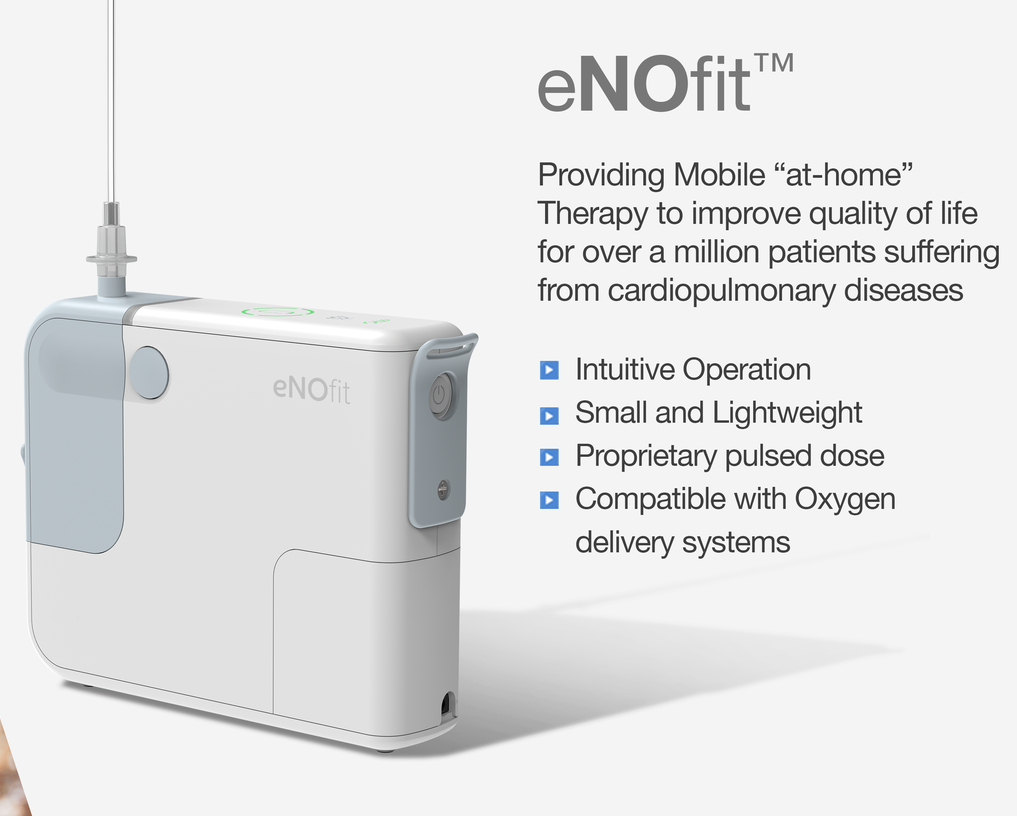 eNOfit™
Providing Mobile “at-home”
Therapy to improve quality of life
for over a million patients suffering
from cardiopulmonary diseases
Intuitive Operation
Small and Lightweight
Proprietary pulsed dose
Compatible with Oxygen
delivery systems
eNOfit